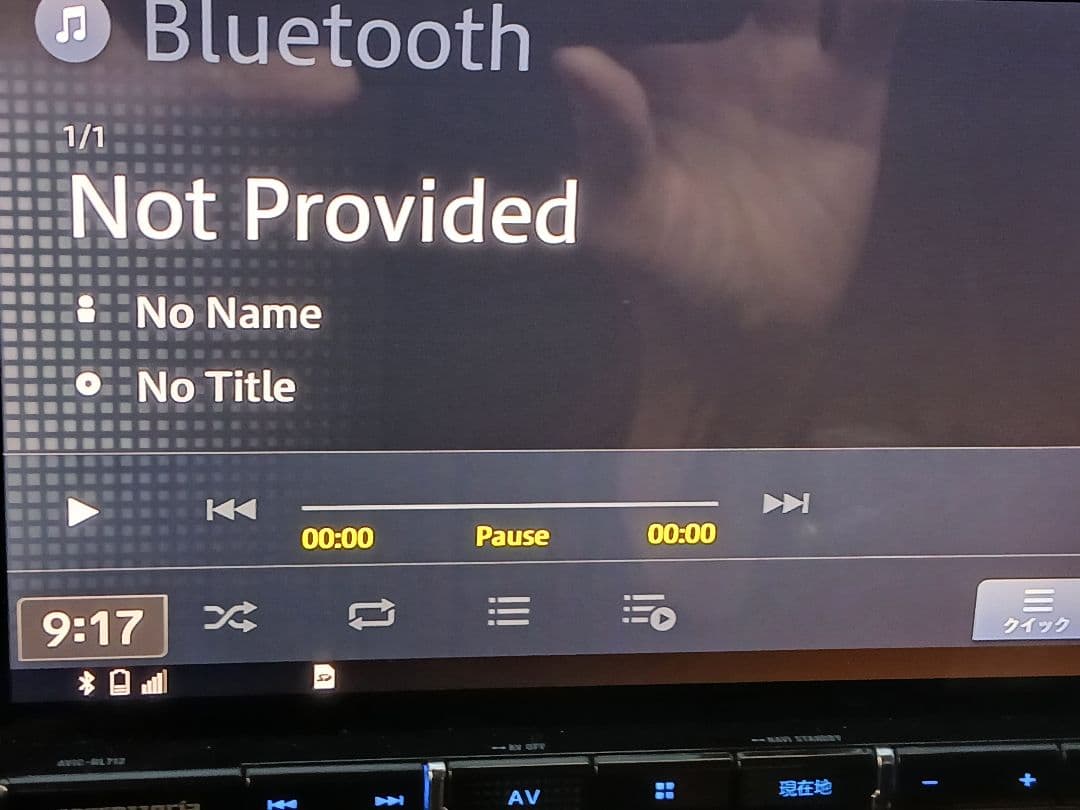 Bluetooth
1/1
Not Provided
No Name
No Title
00:00 Pause 00:00
9:17
クイック
AV
現在地
− +